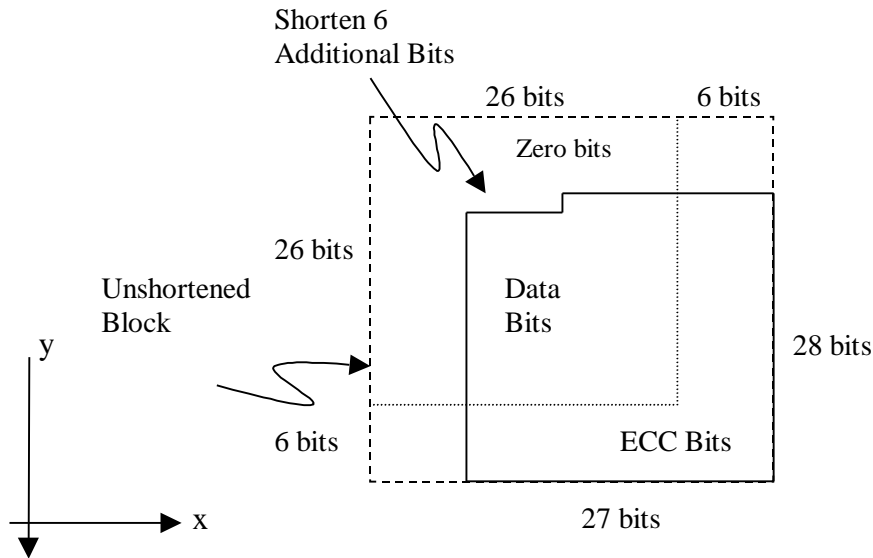 Shorten 6
Additional Bits
26 bits
6 bits
Zero bits
26 bits
Unshortened
Block
Data
Bits
y
28 bits
6 bits
ECC Bits
x
27 bits